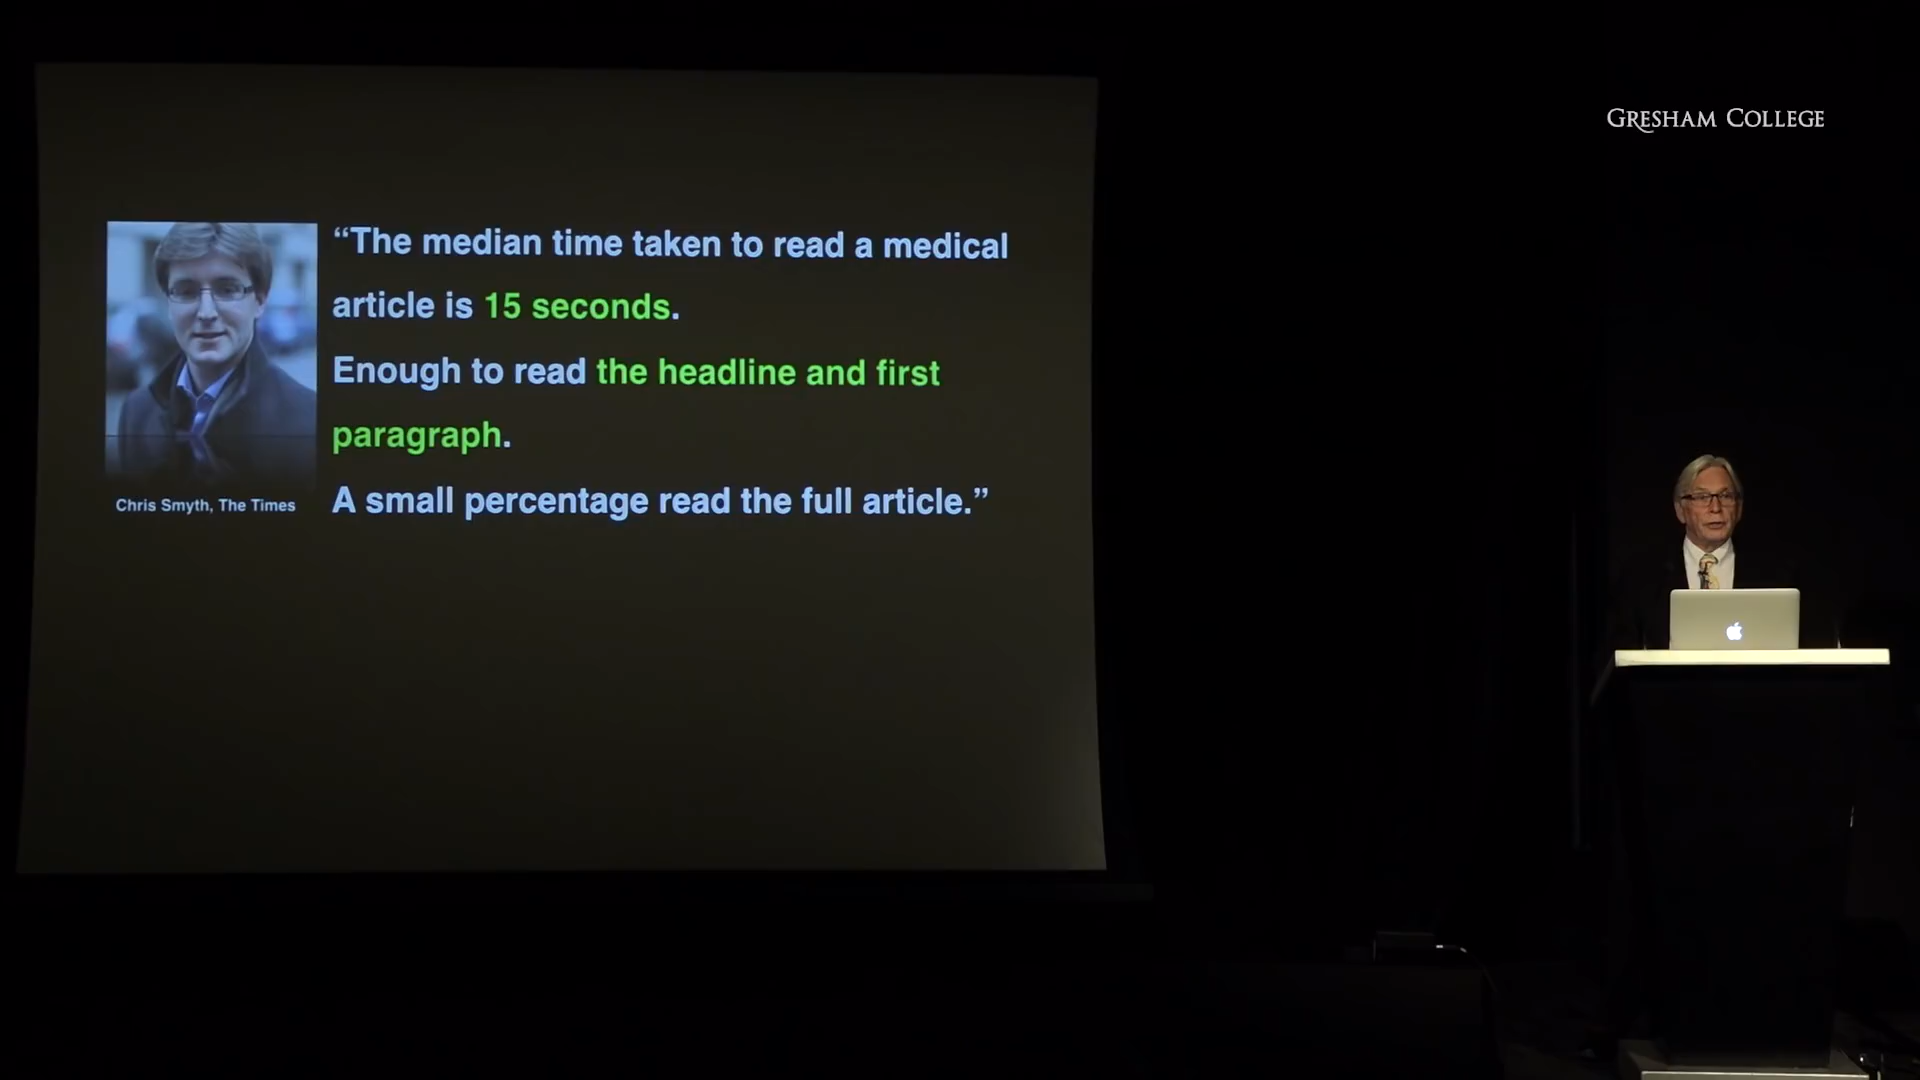 GRESHAM COLLEGE
“The median time taken to read a medical
article is 15 seconds.
Enough to read the headline and first
paragraph.
A small percentage read the full article.”
Chris Smyth, The Times